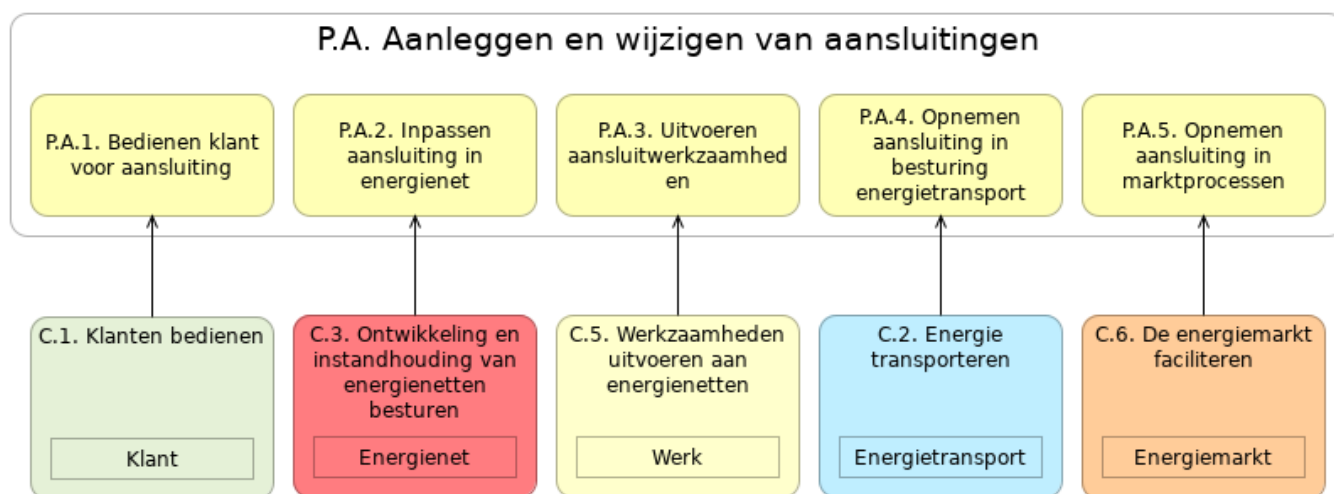 P.A. Aanleggen en wijzigen van aansluitingen
P.A.1. Bedienen klant
voor aansluiting
P.A.2. Inpassen
aansluiting in
energienet
P.A.3. Uitvoeren
aansluitwerkzaamhed
en
P.A.4. Opnemen
aansluiting in
besturing
energietransport
P.A.5. Opnemen
aansluiting in
marktprocessen
C.1. Klanten bedienen
Klant
C.3. Ontwikkeling en
instandhouding van
energienetten
besturen
Energienet
C.5. Werkzaamheden
uitvoeren aan
energienetten
Werk
C.2. Energie
transporteren
Energietransport
C.6. De energiemarkt
faciliteren
Energiemarkt